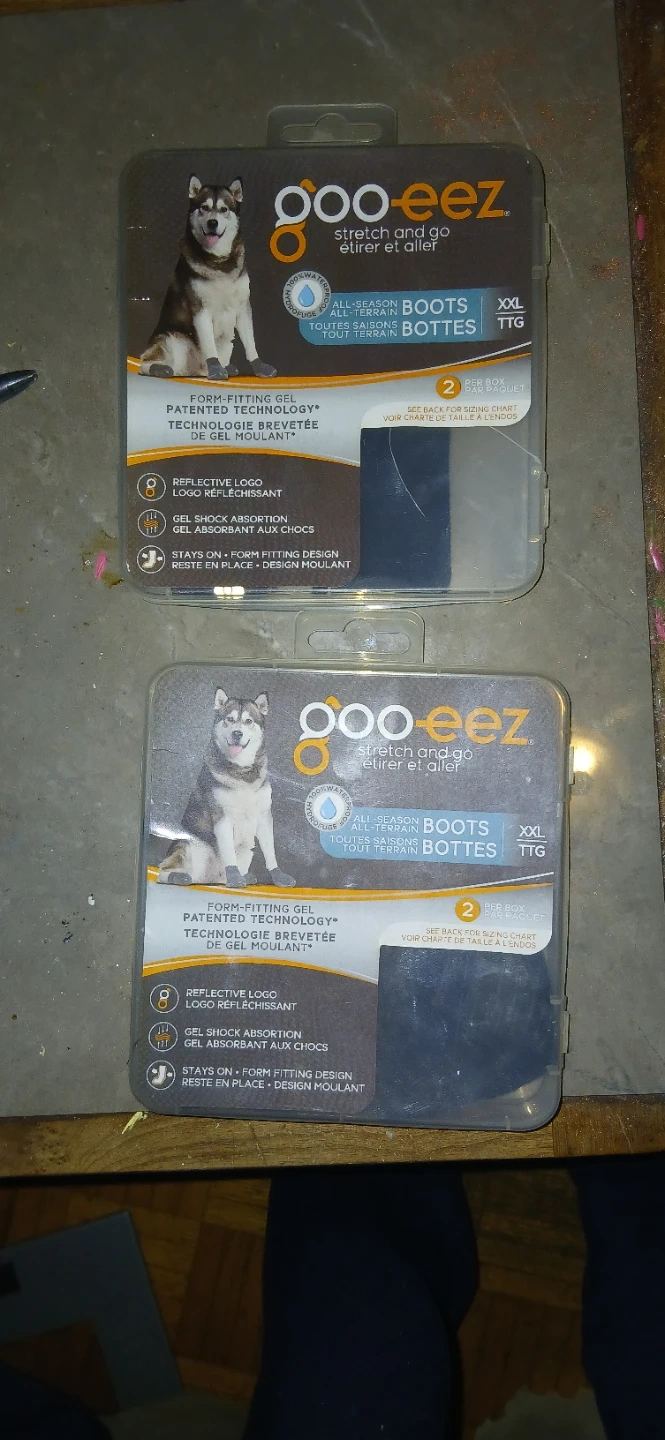 goo-eez®
stretch and go
étirer et aller
100% WATERPROOF
HYDROFUGE
ALL-SEASON
ALL-TERRAIN BOOTS
TOUTES SAISONS
TOUT TERRAIN BOTTES
XXL
TTG
FORM-FITTING GEL
PATENTED TECHNOLOGY*
TECHNOLOGIE BREVETÉE
DE GEL MOULANT*
2 PER BOX
PAR PAQUET
SEE BACK FOR SIZING CHART
VOIR CHARTE DE TAILLE À L'ENDOS
REFLECTIVE LOGO
LOGO RÉFLÉCHISSANT
GEL SHOCK ABSORTION
GEL ABSORBANT AUX CHOCS
STAYS ON • FORM FITTING DESIGN
RESTE EN PLACE • DESIGN MOULANT
goo-eez®
stretch and go
étirer et aller
100% WATERPROOF
HYDROFUGE
ALL-SEASON
ALL-TERRAIN BOOTS
TOUTES SAISONS
TOUT TERRAIN BOTTES
XXL
TTG
FORM-FITTING GEL
PATENTED TECHNOLOGY*
TECHNOLOGIE BREVETÉE
DE GEL MOULANT*
2 PER BOX
PAR PAQUET
SEE BACK FOR SIZING CHART
VOIR CHARTE DE TAILLE À L'ENDOS
REFLECTIVE LOGO
LOGO RÉFLÉCHISSANT
GEL SHOCK ABSORTION
GEL ABSORBANT AUX CHOCS
STAYS ON • FORM FITTING DESIGN
RESTE EN PLACE • DESIGN MOULANT